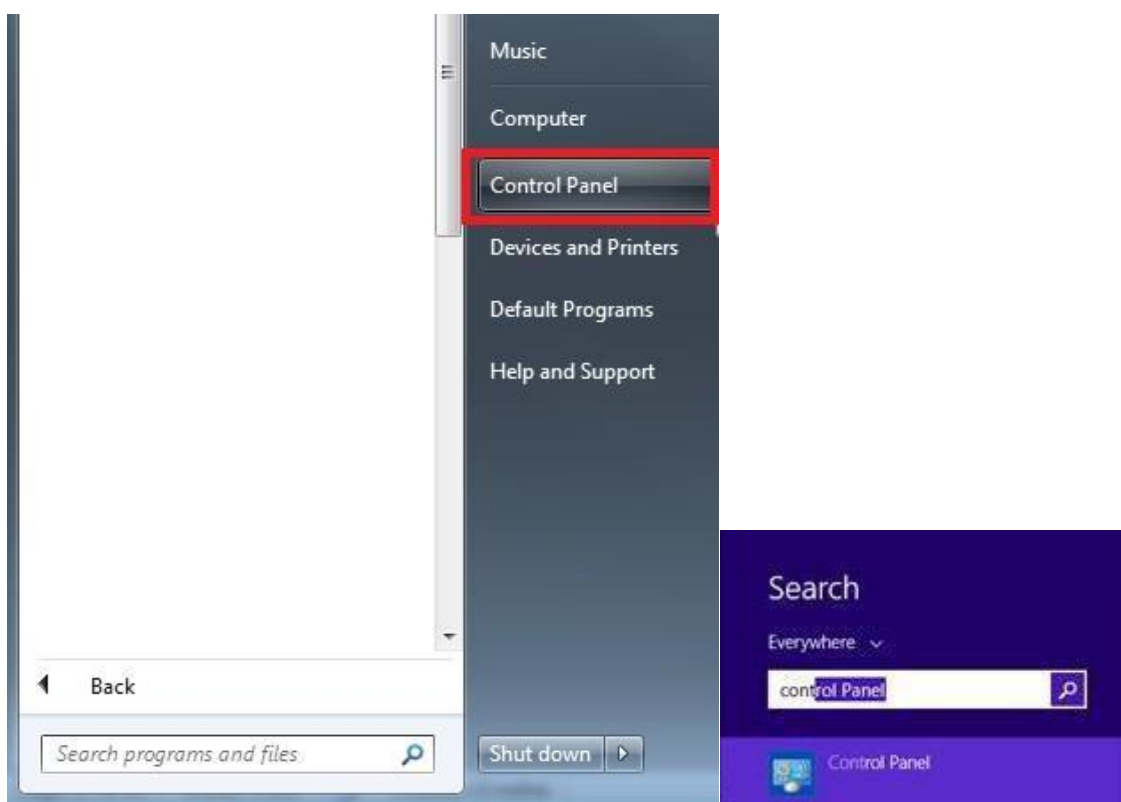 Music
Computer
Control Panel
Devices and Printers
Default Programs
Help and Support
Back
Search programs and files
Shut down
Search
Everywhere
control Panel
Control Panel